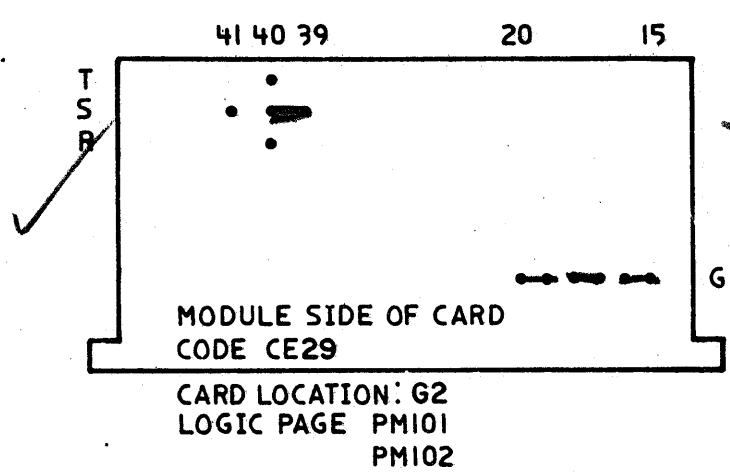 41 40 39 20 15
T
S
R
G
MODULE SIDE OF CARD
CODE CE29
CARD LOCATION: G2
LOGIC PAGE PM101
PM102